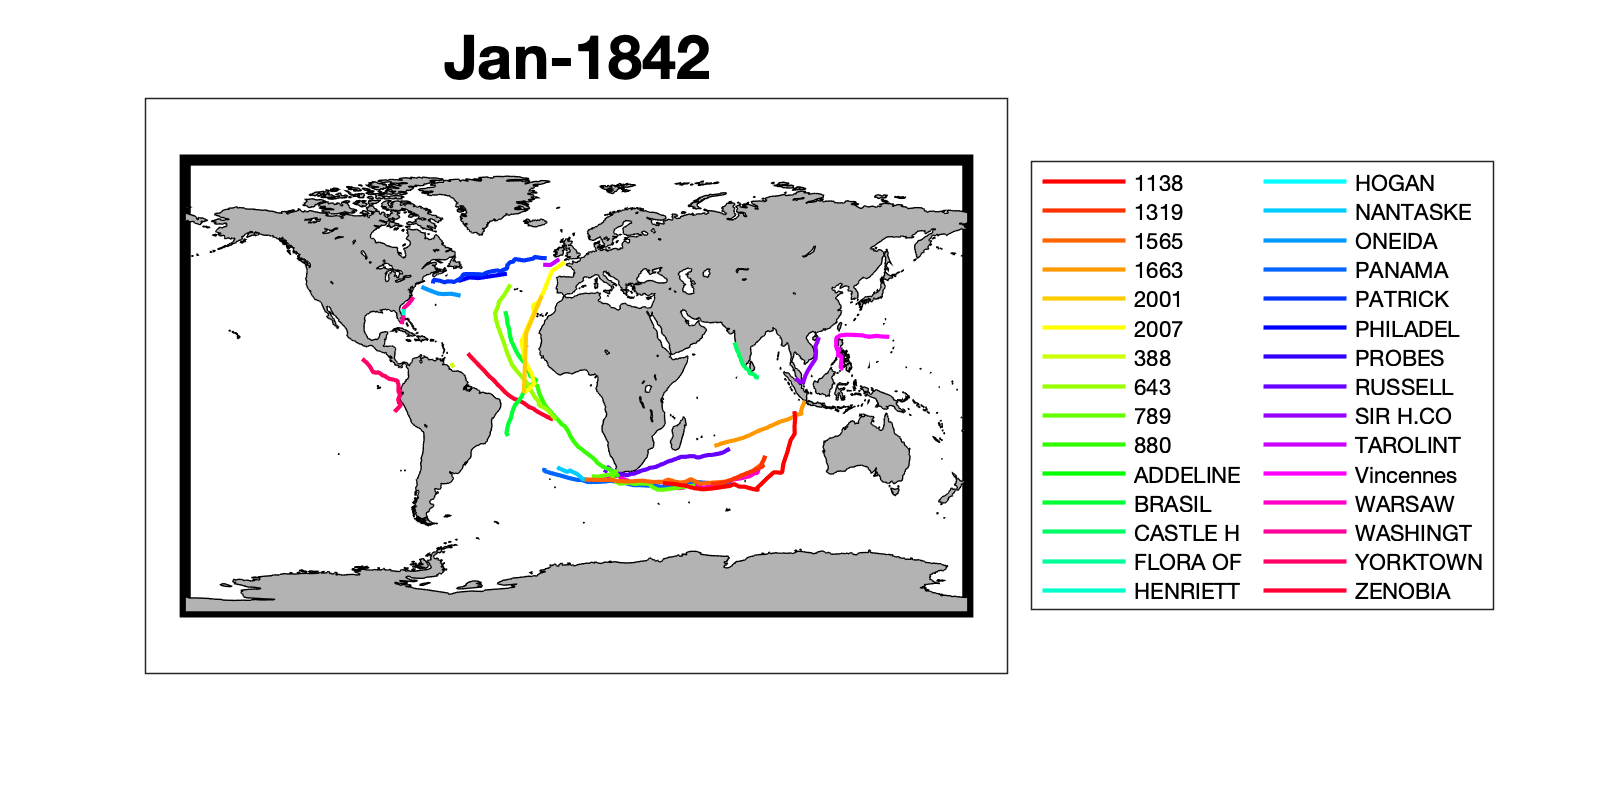 Jan-1842
1138
1319
1565
1663
2001
2007
388
643
789
880
ADDELINE
BRASIL
CASTLE H
FLORA OF
HENRIETT
HOGAN
NANTASKE
ONEIDA
PANAMA
PATRICK
PHILADEL
PROBES
RUSSELL
SIR H.CO
TAROLINT
Vincennes
WARSAW
WASHINGT
YORKTOWN
ZENOBIA